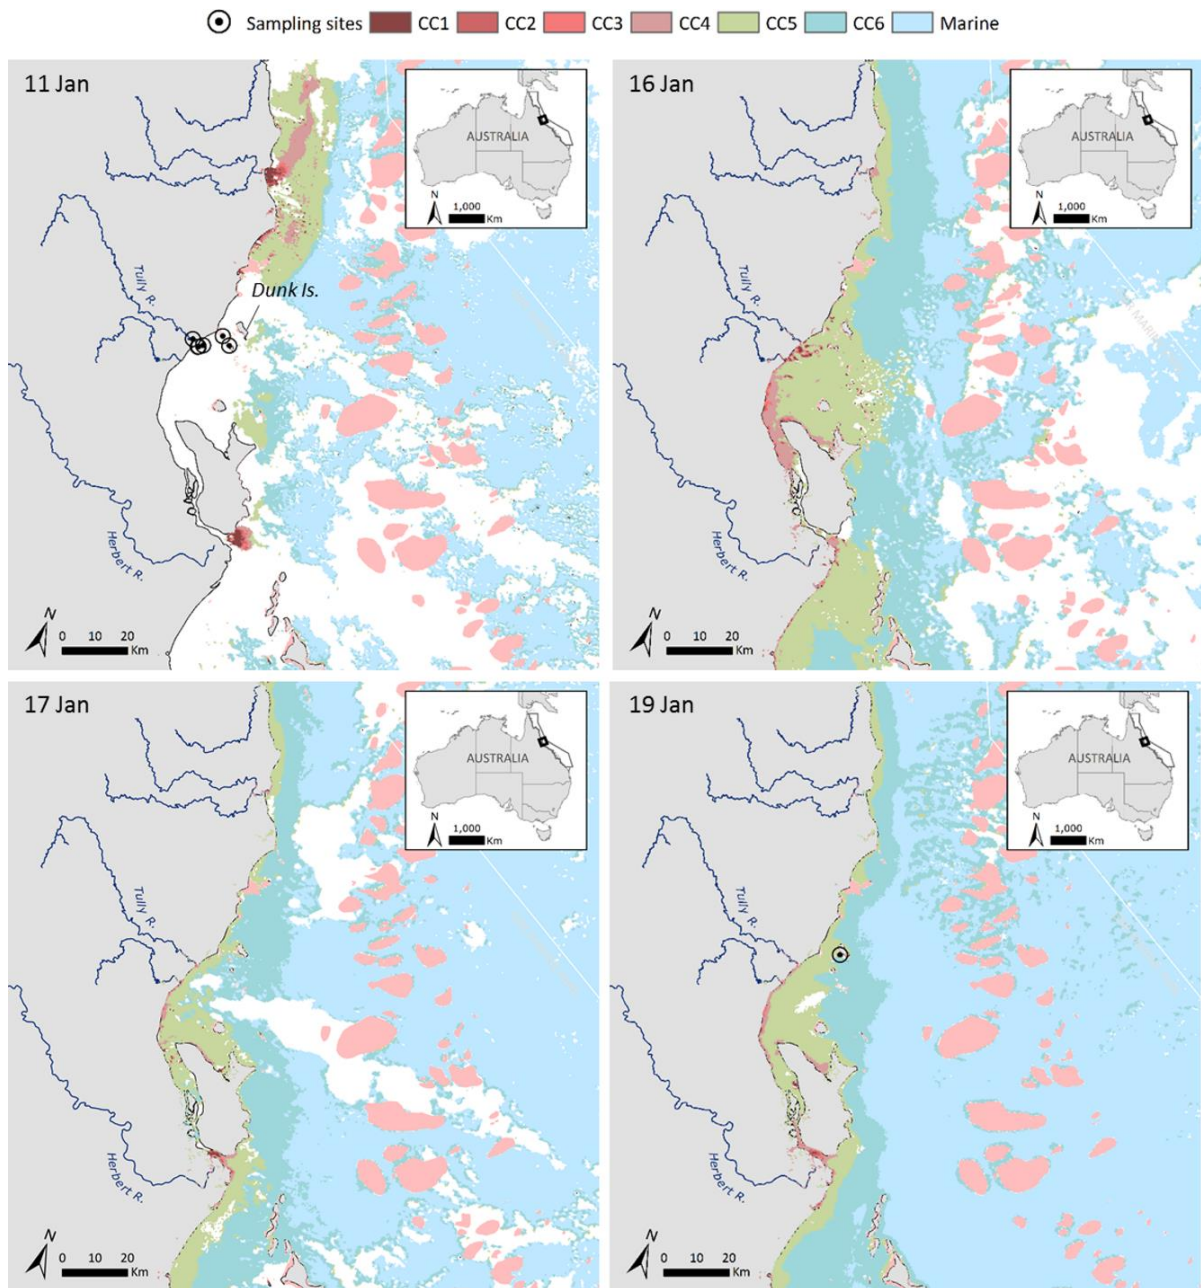 Sampling sites CC1 CC2 CC3 CC4 CC5 CC6 Marine
11 Jan
AUSTRALIA
N
1,000
Km
Tully R.
Dunk Is.
Herbert R.
N
0 10 20
Km
16 Jan
AUSTRALIA
N
1,000
Km
Tully R.
Herbert R.
N
0 10 20
Km
17 Jan
AUSTRALIA
N
1,000
Km
Tully R.
Herbert R.
N
0 10 20
Km
19 Jan
AUSTRALIA
N
1,000
Km
Tully R.
Herbert R.
N
0 10 20
Km